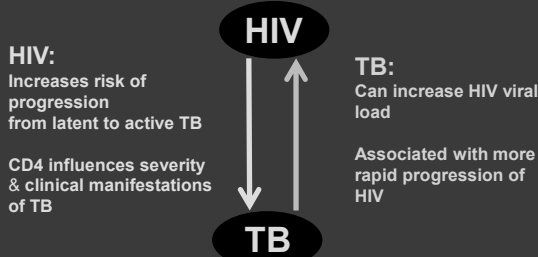 HIV
HIV:
Increases risk of
progression
from latent to active TB
CD4 influences severity
& clinical manifestations
of TB
TB:
Can increase HIV viral
load
Associated with more
rapid progression of
HIV
TB